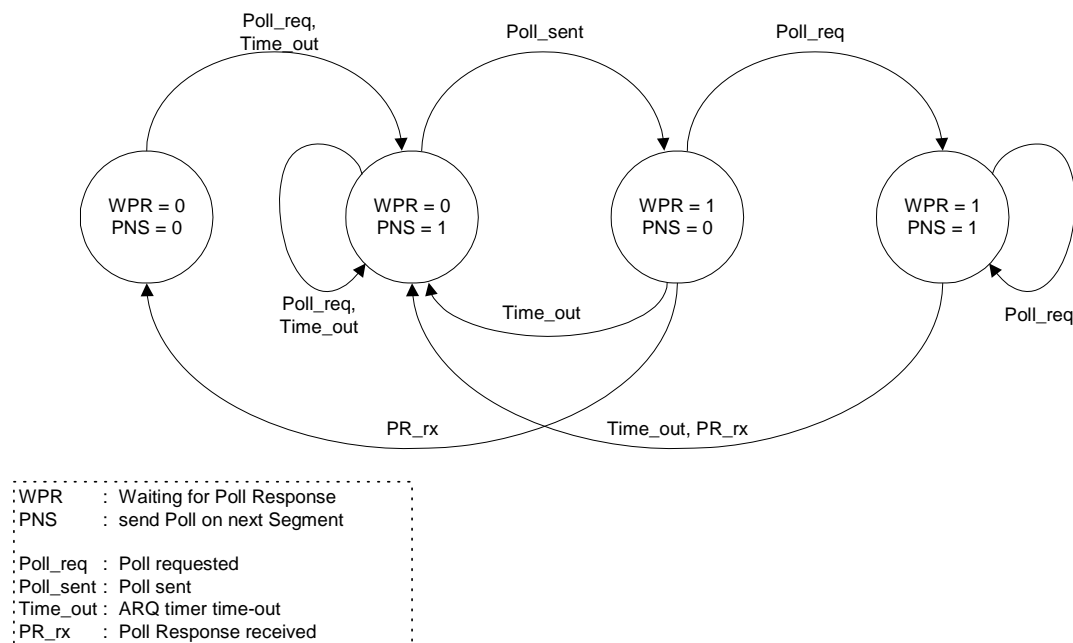 Poll_req,
Time_out
Poll_sent
Poll_req
WPR = 0
PNS = 0
WPR = 0
PNS = 1
WPR = 1
PNS = 0
WPR = 1
PNS = 1
Poll_req,
Time_out
Time_out
Poll_req
PR_rx
Time_out, PR_rx
WPR : Waiting for Poll Response
PNS : send Poll on next Segment
Poll_req : Poll requested
Poll_sent : Poll sent
Time_out : ARQ timer time-out
PR_rx : Poll Response received